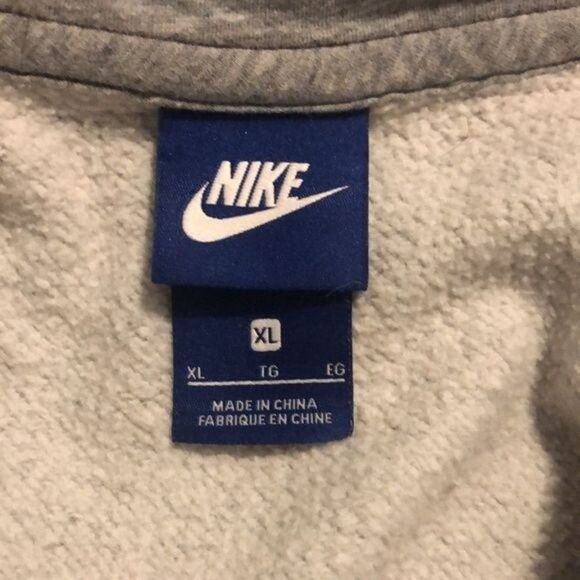 NIKE
XL
XL TG EG
MADE IN CHINA
FABRIQUE EN CHINE